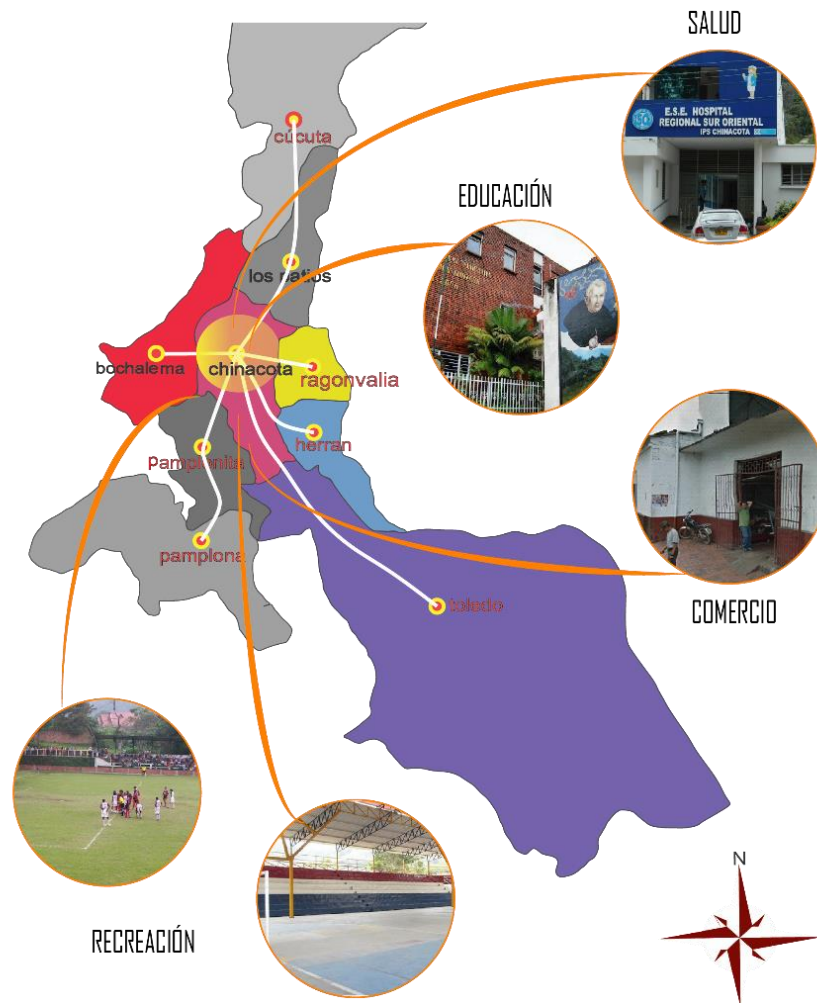 SALUD
E.S.E. HOSPITAL
REGIONAL SUR ORIENTAL
IPS CHINACOTA
EDUCACIÓN
cúcuta
los patios
bochalema
chinacota
ragonvalia
herran
Pamplonita
pamplona
toledo
COMERCIO
RECREACIÓN
N